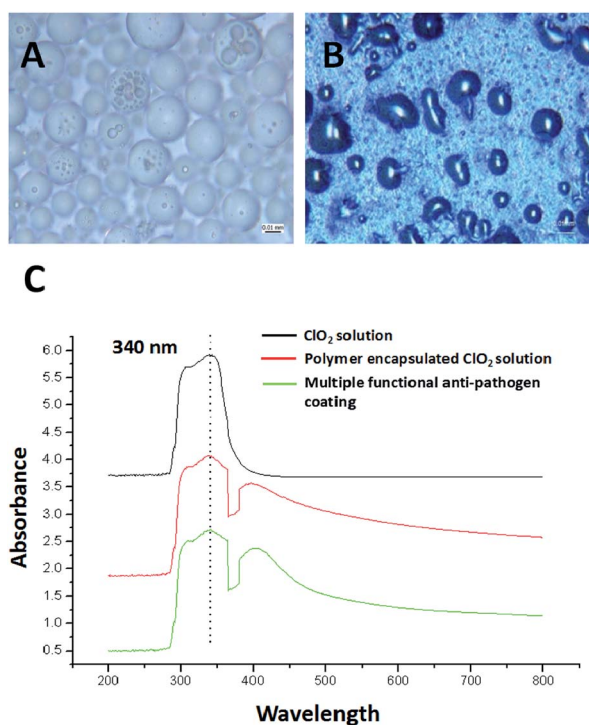 A
B
0.01 mm
C
340 nm
ClO₂ solution
Polymer encapsulated ClO₂ solution
Multiple functional anti-pathogen
coating
6.0
5.5
5.0
4.5
4.0
3.5
3.0
2.5
2.0
1.5
1.0
0.5
Absorbance
200 300 400 500 600 700 800
Wavelength